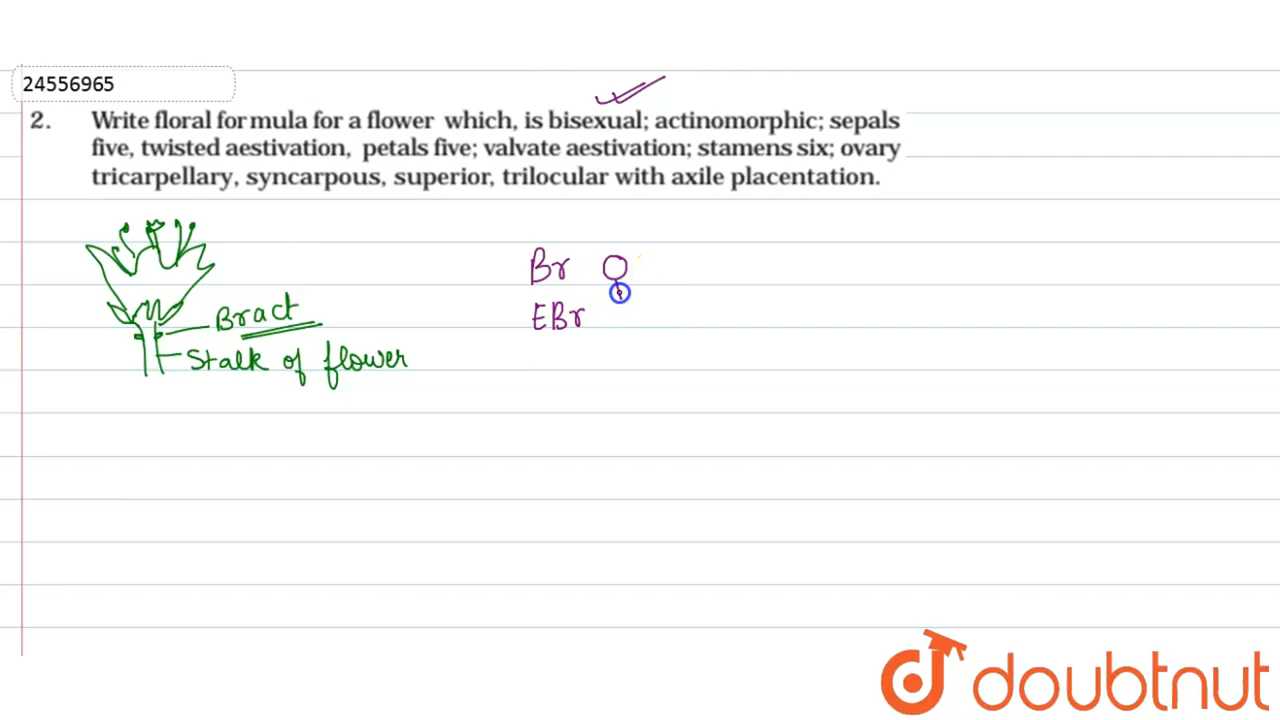 24556965
2. Write floral formula for a flower which, is bisexual; actinomorphic; sepals
five, twisted aestivation, petals five; valvate aestivation; stamens six; ovary
tricarpellary, syncarpous, superior, trilocular with axile placentation.
Br
EBr
Bract
Stalk of flower
doubtnut